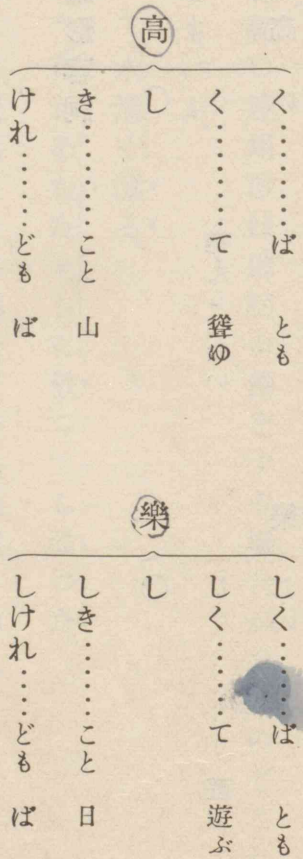 高
く………ば とも
く………て 聳ゆ
し
き………こと 山
けれ………ども ば
樂
しく………ば とも
しく………て 遊ぶ
し
しき………こと 日
しけれ……ども ば